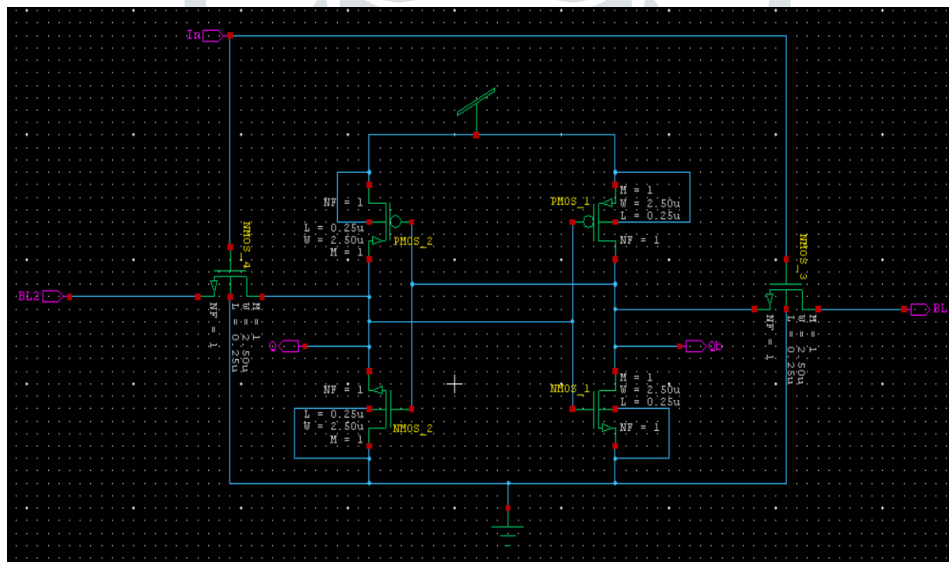 In
NMOS_4
NF = 1
L = 0.25u
W = 2.50u
M = 1
PMOS_2
PMOS_1
M = 1
W = 2.50u
L = 0.25u
NF = 1
NMOS_3
BL2
NF = 1
L = 0.25u
W = 2.50u
M = 1
Q
Qb
NF = 1
L = 0.25u
W = 2.50u
M = 1
BL
NF = 1
L = 0.25u
W = 2.50u
M = 1
NMOS_2
NMOS_1
M = 1
W = 2.50u
L = 0.25u
NF = 1